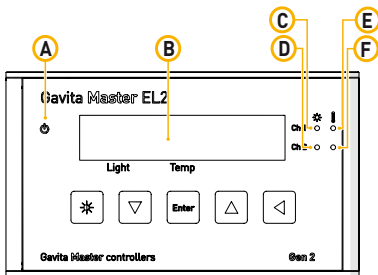 C E
A B D F
Gavita Master EL2
Ch1
Ch2
Light Temp
Enter
Gavita Master controllers Gen 2